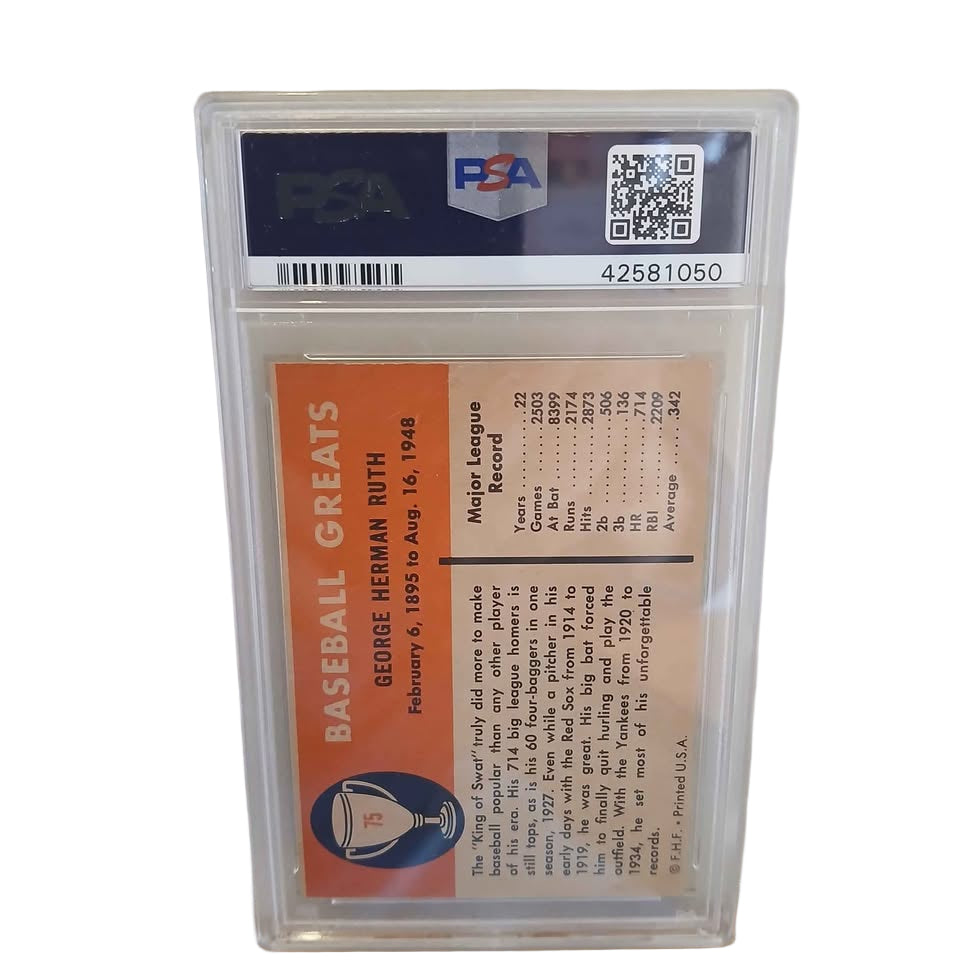 PSA
PSA
42581050
BASEBALL GREATS
GEORGE HERMAN RUTH
February 6, 1895 to Aug. 16, 1948
75
The "King of Swat" truly did more to make
baseball popular than any other player
of his era. His 714 big league homers is
still tops, as is his 60 four-baggers in one
season, 1927. Even while a pitcher in his
early days with the Red Sox from 1914 to
1919, he was great. His big bat forced
him to finally quit hurling and play the
outfield. With the Yankees from 1920 to
1934, he set most of his unforgettable
records.
© F.H.F. • Printed U.S.A.
Major League
Record
Years ........ 22
Games ..... 2503
At Bat ...... 8399
Runs ........ 2174
Hits .......... 2873
2b ............ 506
3b ............ 136
HR ........... 714
RBI .......... 2209
Average .... .342